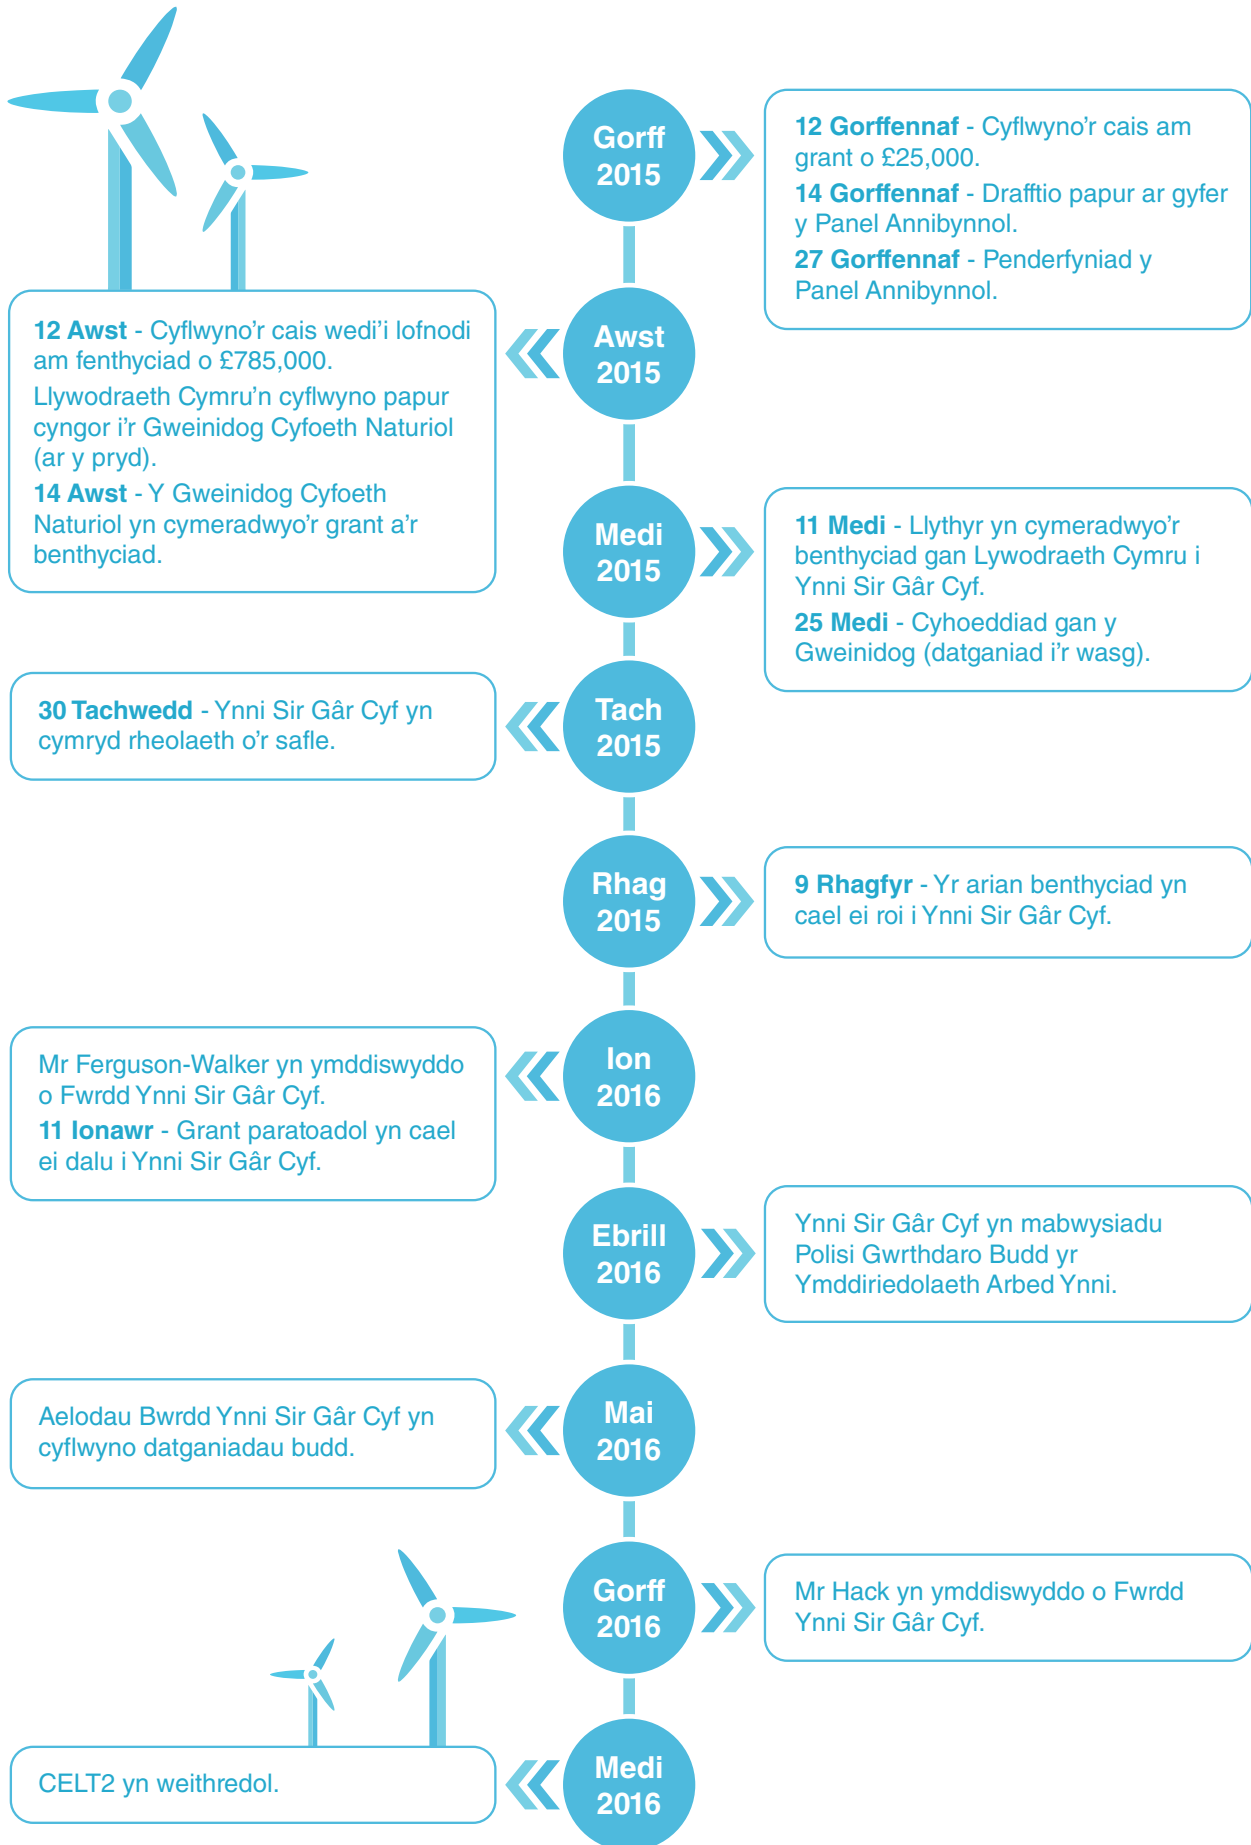 Gorff
2015
12 Gorffennaf - Cyflwyno'r cais am
grant o £25,000.
14 Gorffennaf - Drafftio papur ar gyfer
y Panel Annibynnol.
27 Gorffennaf - Penderfyniad y
Panel Annibynnol.
Awst
2015
12 Awst - Cyflwyno'r cais wedi'i lofnodi
am fenthyciad o £785,000.
Llywodraeth Cymru'n cyflwyno papur
cyngor i'r Gweinidog Cyfoeth Naturiol
(ar y pryd).
14 Awst - Y Gweinidog Cyfoeth
Naturiol yn cymeradwyo'r grant a'r
benthyciad.
Medi
2015
11 Medi - Llythyr yn cymeradwyo'r
benthyciad gan Lywodraeth Cymru i
Ynni Sir Gâr Cyf.
25 Medi - Cyhoeddiad gan y
Gweinidog (datganiad i'r wasg).
Tach
2015
30 Tachwedd - Ynni Sir Gâr Cyf yn
cymryd rheolaeth o'r safle.
Rhag
2015
9 Rhagfyr - Yr arian benthyciad yn
cael ei roi i Ynni Sir Gâr Cyf.
Ion
2016
Mr Ferguson-Walker yn ymddiswyddo
o Fwrdd Ynni Sir Gâr Cyf.
11 Ionawr - Grant paratoadol yn cael
ei dalu i Ynni Sir Gâr Cyf.
Ebrill
2016
Ynni Sir Gâr Cyf yn mabwysiadu
Polisi Gwrthdaro Budd yr
Ymddiriedolaeth Arbed Ynni.
Mai
2016
Aelodau Bwrdd Ynni Sir Gâr Cyf yn
cyflwyno datganiadau budd.
Gorff
2016
Mr Hack yn ymddiswyddo o Fwrdd
Ynni Sir Gâr Cyf.
Medi
2016
CELT2 yn weithredol.